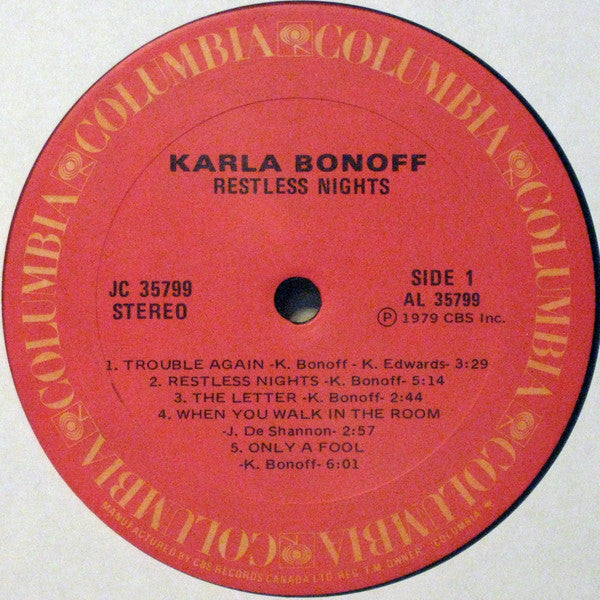 COLUMBIA COLUMBIA COLUMBIA COLUMBIA COLUMBIA COLUMBIA
KARLA BONOFF
RESTLESS NIGHTS
JC 35799
STEREO
SIDE 1
AL 35799
Ⓟ 1979 CBS Inc.
1. TROUBLE AGAIN -K. Bonoff - K. Edwards- 3:29
2. RESTLESS NIGHTS -K. Bonoff- 5:14
3. THE LETTER -K. Bonoff- 2:44
4. WHEN YOU WALK IN THE ROOM
-J. De Shannon- 2:57
5. ONLY A FOOL
-K. Bonoff- 6:01
MANUFACTURED BY CBS RECORDS CANADA LTD. REG. T.M. OWNER "COLUMBIA"